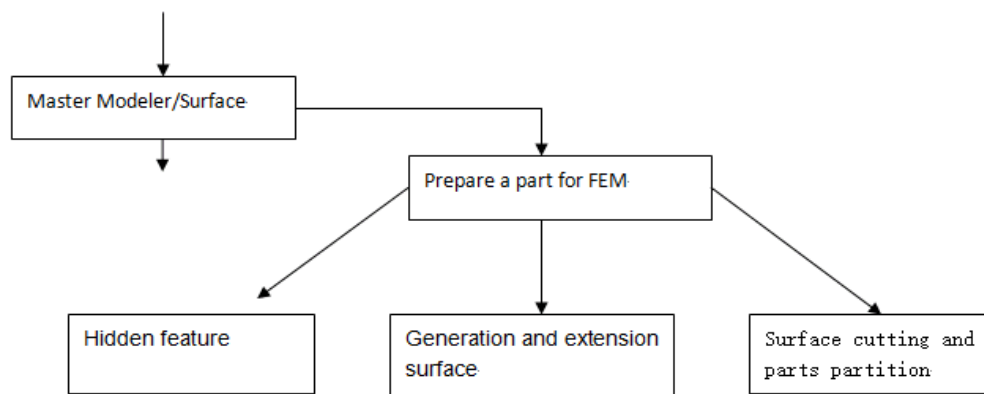 Master Modeler/Surface
Prepare a part for FEM
Hidden feature
Generation and extension
surface
Surface cutting and
parts partition